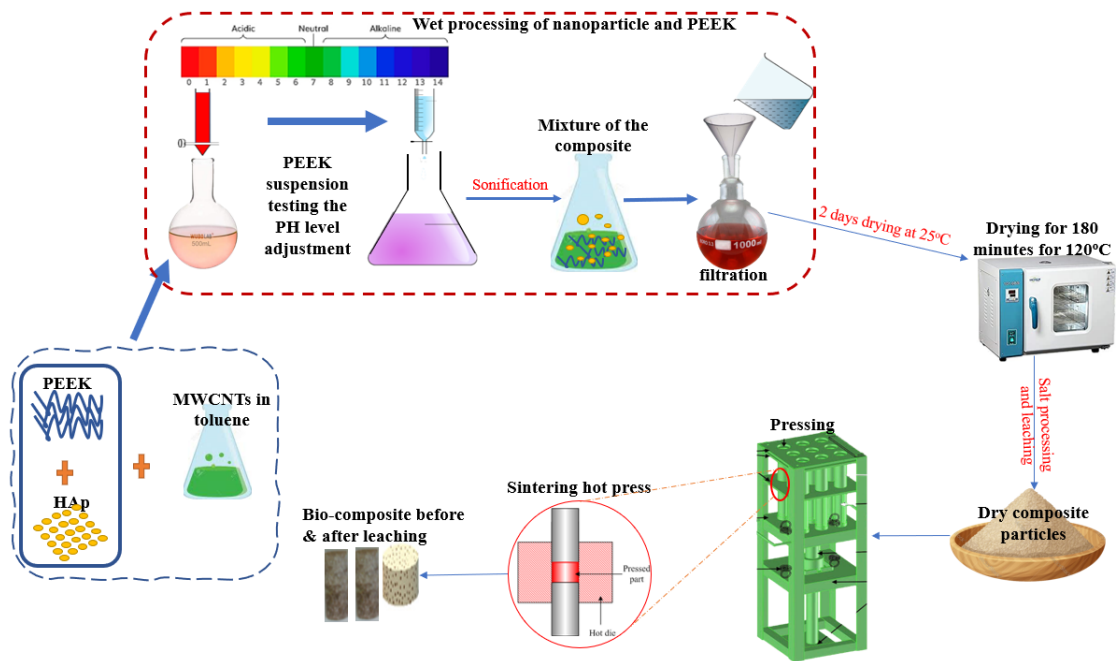 Wet processing of nanoparticle and PEEK
Acidic Neutral Alkaline
0 1 2 3 4 5 6 7 8 9 10 11 12 13 14
500mL
PEEK
suspension
testing the
PH level
adjustment
Sonification
Mixture of the
composite
1000 ml
filtration
2 days drying at 25°C
Drying for 180
minutes for 120°C
PEEK
HAp
MWCNTs in
toluene
Salt processing
and leaching
Dry composite
particles
Pressing
Sintering hot press
Pressed
part
Hot die
Bio-composite before
& after leaching